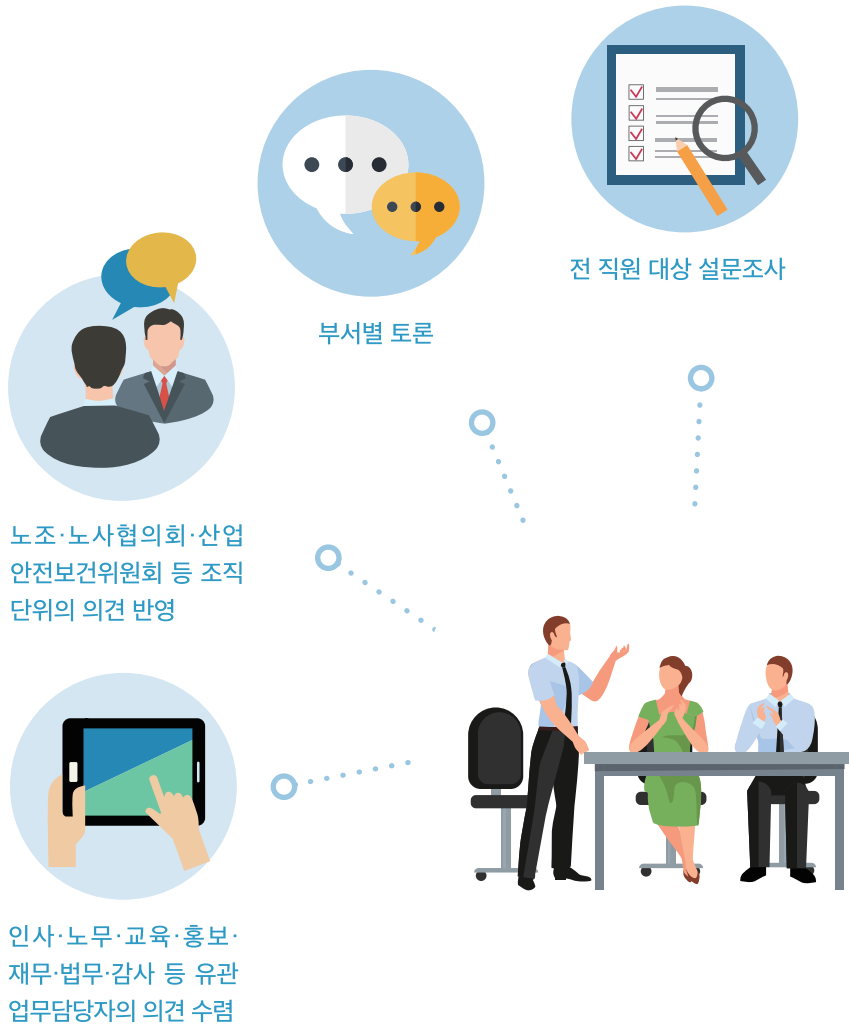 전 직원 대상 설문조사
부서별 토론
노조·노사협의회·산업
안전보건위원회 등 조직
단위의 의견 반영
인사·노무·교육·홍보·
재무·법무·감사 등 유관
업무담당자의 의견 수렴